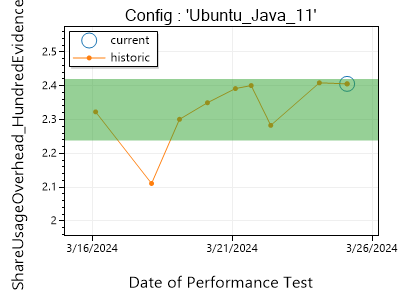 Config : 'Ubuntu_Java_11'
ShareUsageOverhead_HundredEvidence
current
historic
2.5
2.4
2.3
2.2
2.1
2
3/16/2024
3/21/2024
3/26/2024
Date of Performance Test